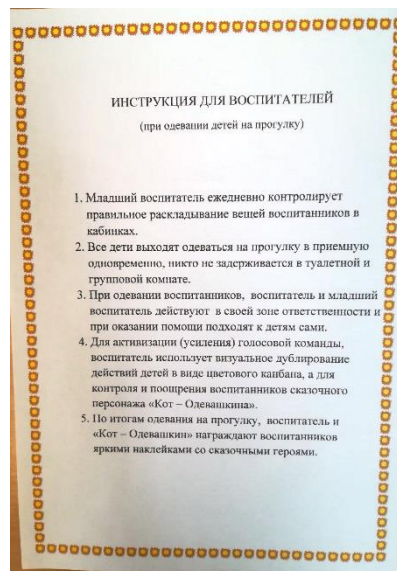 ИНСТРУКЦИЯ ДЛЯ ВОСПИТАТЕЛЕЙ
(при одевании детей на прогулку)
1. Младший воспитатель ежедневно контролирует
правильное раскладывание вещей воспитанников в
кабинках.
2. Все дети выходят одеваться на прогулку в приемную
одновременно, никто не задерживается в туалетной и
групповой комнате.
3. При одевании воспитанников, воспитатель и младший
воспитатель действуют в своей зоне ответственности и
при оказании помощи подходят к детям сами.
4. Для активизации (усиления) голосовой команды,
воспитатель использует визуальное дублирование
действий детей в виде цветового канбана, а для
контроля и поощрения воспитанников сказочного
персонажа «Кот – Одевашкина».
5. По итогам одевания на прогулку, воспитатель и
«Кот – Одевашкин» награждают воспитанников
яркими наклейками со сказочными героями.